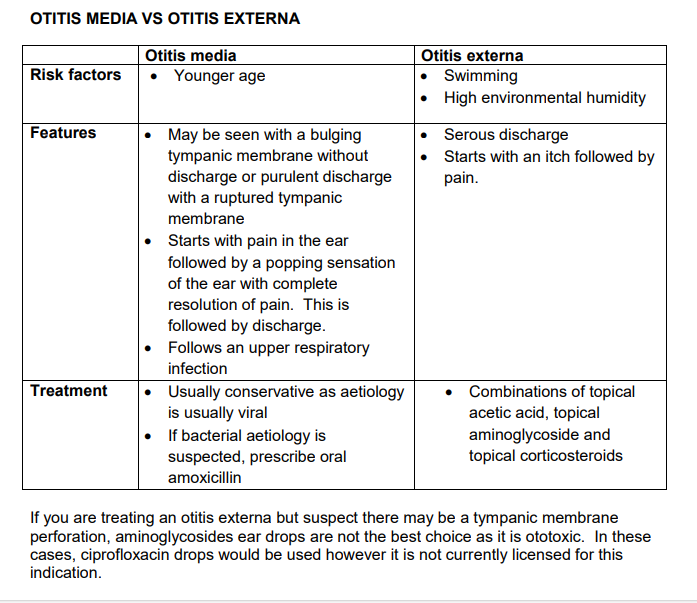 OTITIS MEDIA VS OTITIS EXTERNA
Otitis media
Otitis externa
Risk factors
• Younger age
• Swimming
• High environmental humidity
Features
• May be seen with a bulging
tympanic membrane without
discharge or purulent discharge
with a ruptured tympanic
membrane
• Starts with pain in the ear
followed by a popping sensation
of the ear with complete
resolution of pain.  This is
followed by discharge.
• Follows an upper respiratory
infection
• Serous discharge
• Starts with an itch followed by
pain.
Treatment
• Usually conservative as aetiology
is usually viral
• If bacterial aetiology is
suspected, prescribe oral
amoxicillin
• Combinations of topical
acetic acid, topical
aminoglycoside and
topical corticosteroids
If you are treating an otitis externa but suspect there may be a tympanic membrane
perforation, aminoglycosides ear drops are not the best choice as it is ototoxic.  In these
cases, ciprofloxacin drops would be used however it is not currently licensed for this
indication.